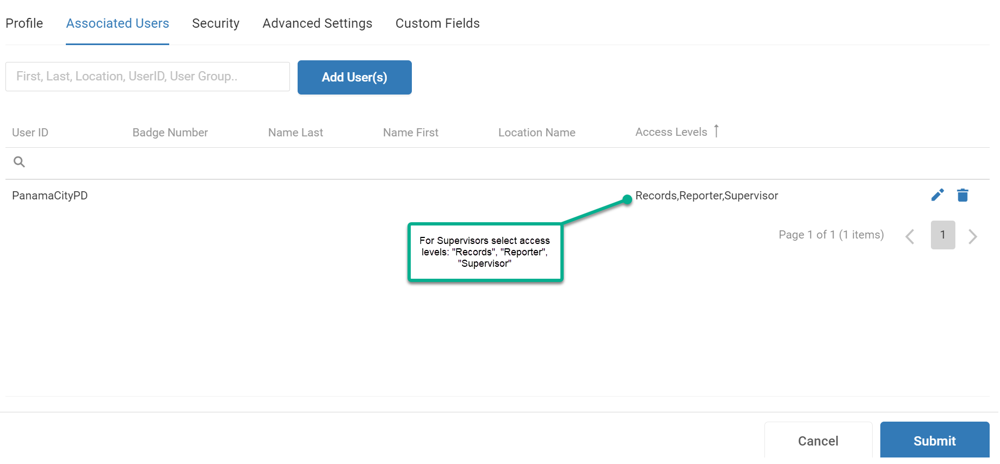 Profile Associated Users Security Advanced Settings Custom Fields
First, Last, Location, UserID, User Group.. Add User(s)
User ID Badge Number Name Last Name First Location Name Access Levels
PanamaCityPD Records,Reporter,Supervisor
For Supervisors select access
levels: "Records", "Reporter",
"Supervisor"
Page 1 of 1 (1 items) 1
Cancel Submit